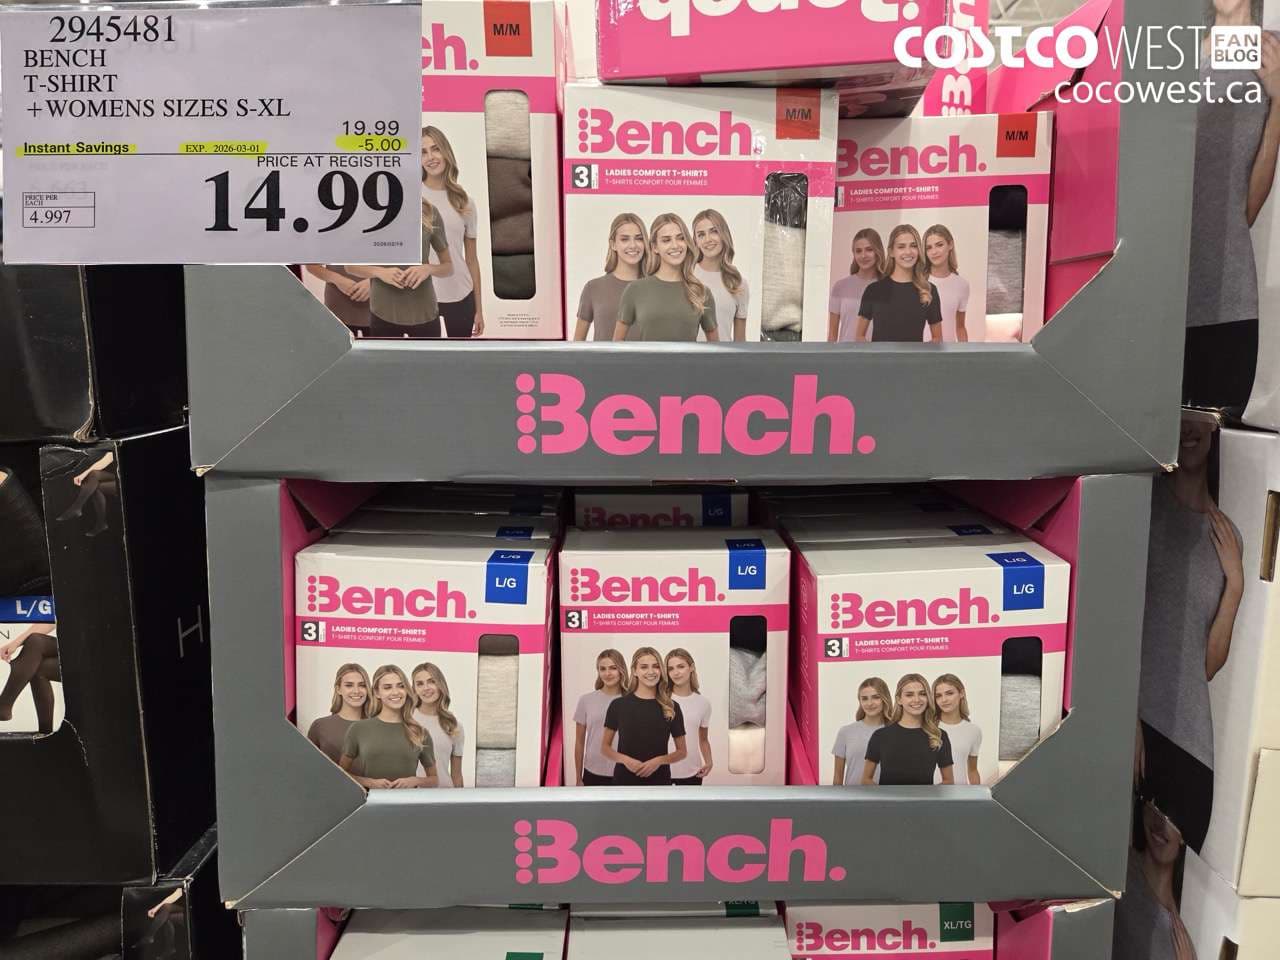 2945481
BENCH
T-SHIRT
+WOMENS SIZES S-XL
19.99
Instant Savings EXP. 2026-03-01 -5.00
PRICE AT REGISTER
PRICE PER EACH
4.997
14.99
COSTCO WEST FAN BLOG
cocowest.ca
M/M
Bench.
M/M
3 LADIES COMFORT T-SHIRTS
T-SHIRTS CONFORT POUR FEMMES
Bench.
M/M
LADIES COMFORT T-SHIRTS
T-SHIRTS CONFORT POUR FEMMES
Bench.
Bench
L/G
Bench.
L/G
3 LADIES COMFORT T-SHIRTS
T-SHIRTS CONFORT POUR FEMMES
Bench.
L/G
3 LADIES COMFORT T-SHIRTS
T-SHIRTS CONFORT POUR FEMMES
Bench.
L/G
3 LADIES COMFORT T-SHIRTS
T-SHIRTS CONFORT POUR FEMMES
L/G
Bench.
Bench.
XL/TG